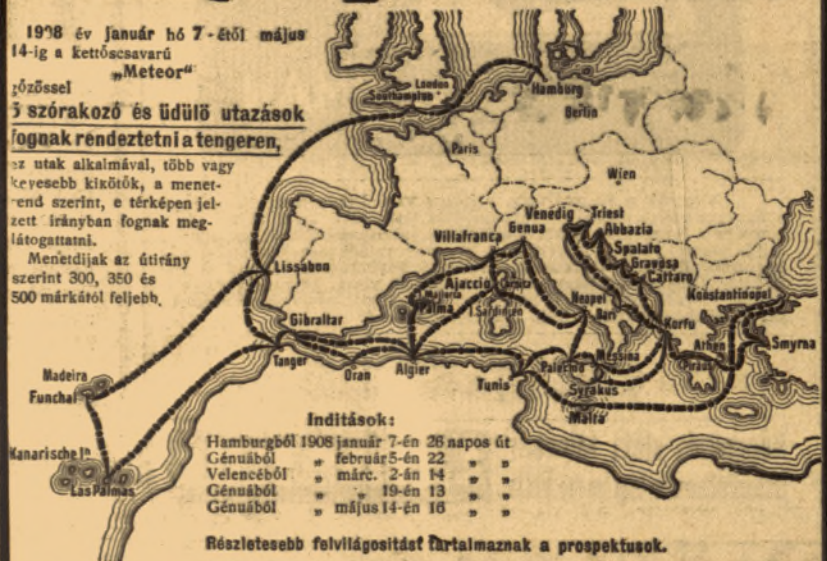 1908 év január hó 7-étől május
14-ig a kettőscsavarú
„Meteor“
gőzössel
5 szórakozó és üdülő utazások
fognak rendeztetni a tengeren,
ez utak alkalmával, több vagy
kevesebb kikötők, a menet-
rend szerint, e térképen jel-
zett irányban fognak meg-
látogattatni.
Menetdijak az útirány
szerint 300, 350 és
500 márkától feljebb.
London
Southampton
Hamburg
Berlin
Paris
Wien
Venedig
Triest
Abbazia
Spalato
Gravosa
Cattaro
Villafranca
Genua
Lissabon
Ajaccio
Palma
I. Sardinien
Neapel
Bari
Konstantinopel
Korfu
Gibraltar
Tanger
Oran
Algier
Tunis
Palermo
Messina
Syrakus
Malta
Athen
Piräus
Smyrna
Madeira
Funchal
Kanarische In
Las Palmas
Inditások:
Hamburgből 1908 január 7-én 26 napos út
Génuából „ február 5-én 22 „ „
Velencéből „ márc. 2-án 14 „ „
Génuából „ „ 19-én 13 „ „
Génuából „ május 14-én 16 „ „
Részletesebb felvilágositást tartalmaznak a prospektusok.